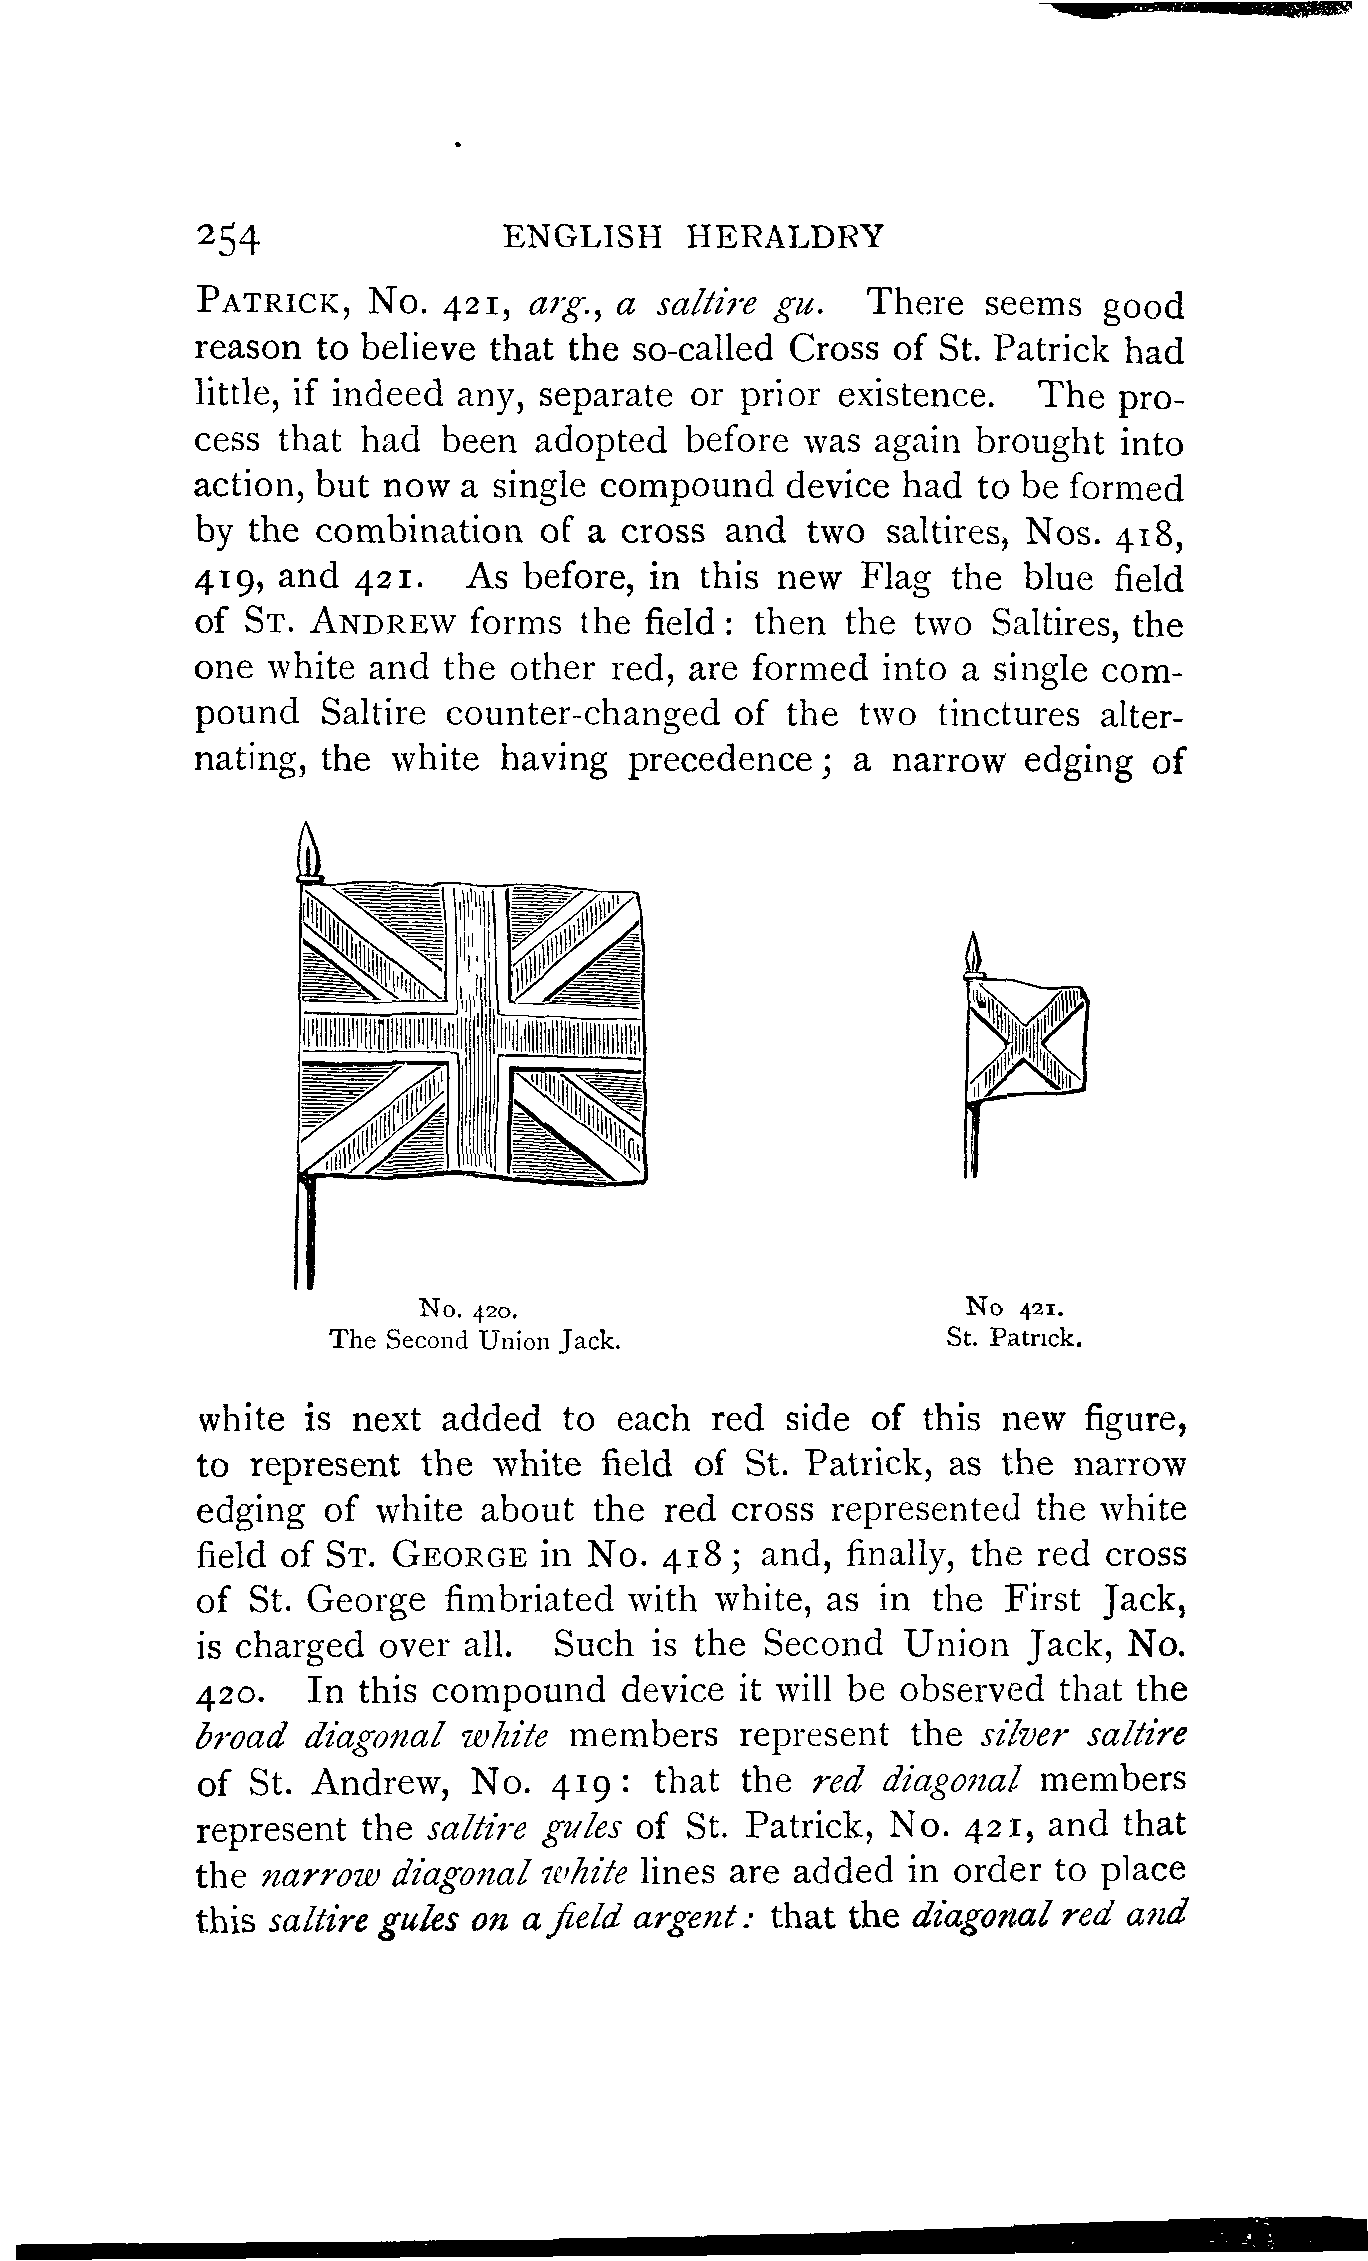 254 ENGLISH HERALDRY
PATRICK, No. 421, arg., a saltire gu. There seems good
reason to believe that the so-called Cross of St. Patrick had
little, if indeed any, separate or prior existence. The pro-
cess that had been adopted before was again brought into
action, but now a single compound device had to be formed
by the combination of a cross and two saltires, Nos. 418,
419, and 421. As before, in this new Flag the blue field
of ST. ANDREW forms the field: then the two Saltires, the
one white and the other red, are formed into a single com-
pound Saltire counter-changed of the two tinctures alter-
nating, the white having precedence; a narrow edging of
No. 420.
The Second Union Jack.
No 421.
St. Patrick.
white is next added to each red side of this new figure,
to represent the white field of St. Patrick, as the narrow
edging of white about the red cross represented the white
field of ST. GEORGE in No. 418; and, finally, the red cross
of St. George fimbriated with white, as in the First Jack,
is charged over all. Such is the Second Union Jack, No.
420. In this compound device it will be observed that the
broad diagonal white members represent the silver saltire
of St. Andrew, No. 419: that the red diagonal members
represent the saltire gules of St. Patrick, No. 421, and that
the narrow diagonal white lines are added in order to place
this saltire gules on a field argent: that the diagonal red and